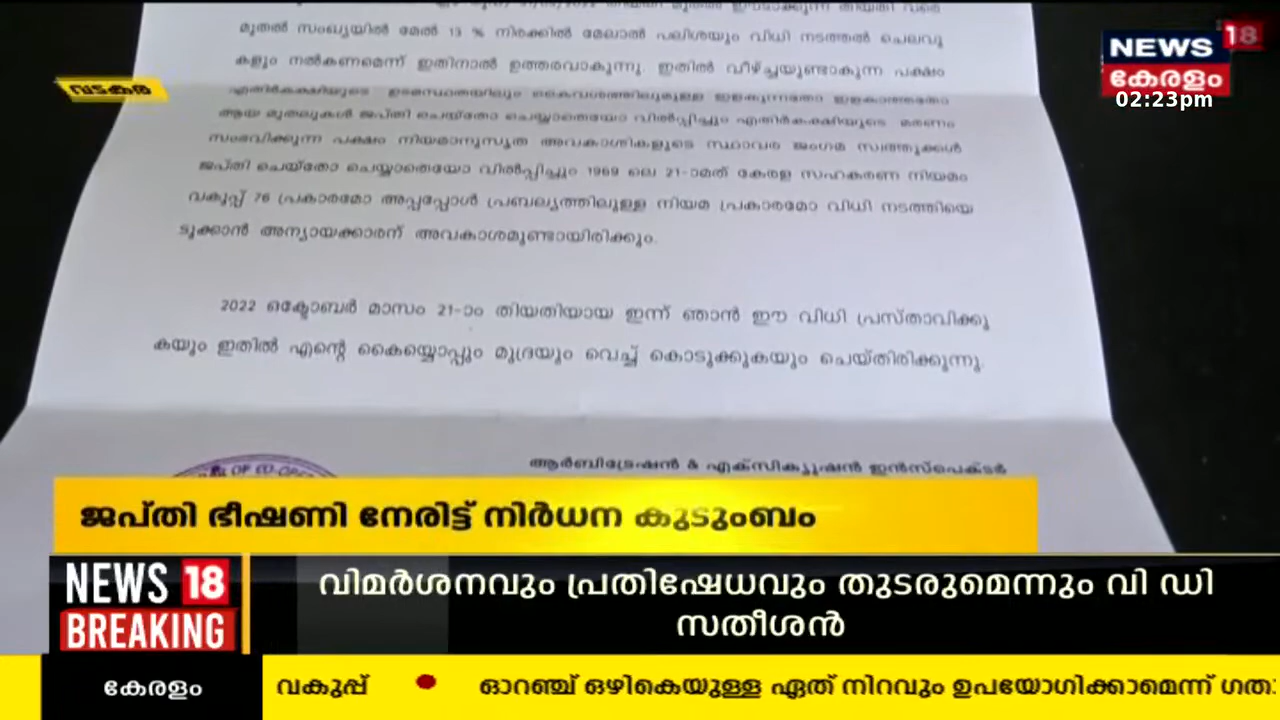 മുതൽ സംഖ്യയിൽ മേൽ 13 % നിരക്കിൽ മേലാൽ പലിശയും വിധി നടത്തൽ ചെലവു
കളും നൽകണമെന്ന് ഇതിനാൽ ഉത്തരവാകുന്നു. ഇതിൽ വീഴ്ച്ചയുണ്ടാകുന്ന പക്ഷം
ആയ മുതലുകൾ ജപ്തി ചെയ്തോ ചെയ്യാതെയോ വിൽപ്പിച്ചും എതിർകക്ഷിയുടെ മരണം
സംഭവിക്കുന്ന പക്ഷം നിയമാനുസൃത അവകാശികളുടെ സ്ഥാവര ജംഗമ സ്വത്തുക്കൾ
ജപ്തി ചെയ്തോ ചെയ്യാതെയോ വിൽപ്പിച്ചും 1969 ലെ 21-ാമത് കേരള സഹകരണ നിയമം
വകുപ്പ് 76 പ്രകാരമോ അപ്പപ്പോൾ പ്രബല്യത്തിലുള്ള നിയമ പ്രകാരമോ വിധി നടത്തിയെ
ടുക്കാൻ അന്യായക്കാരന് അവകാശമുണ്ടായിരിക്കും.
2022 ഒക്ടോബർ മാസം 21-ാം തിയതിയായ ഇന്ന് ഞാൻ ഈ വിധി പ്രസ്താവിക്കു
കയും ഇതിൽ എന്റെ കൈയ്യൊപ്പും മുദ്രയും വെച്ച് കൊടുക്കുകയും ചെയ്തിരിക്കുന്നു.
ആർബിട്രേഷൻ & എക്സിക്യൂഷൻ ഇൻസ്പെക്ടർ
വടകര
NEWS 18
കേരളം
02:23pm
ജപ്തി ഭീഷണി നേരിട്ട് നിർധന കുടുംബം
NEWS 18
BREAKING
വിമർശനവും പ്രതിഷേധവും തുടരുമെന്നും വി ഡി
സതീശൻ
കേരളം
വകുപ്പ് ● ഓറഞ്ച് ഒഴികെയുള്ള ഏത് നിറവും ഉപയോഗിക്കാമെന്ന്